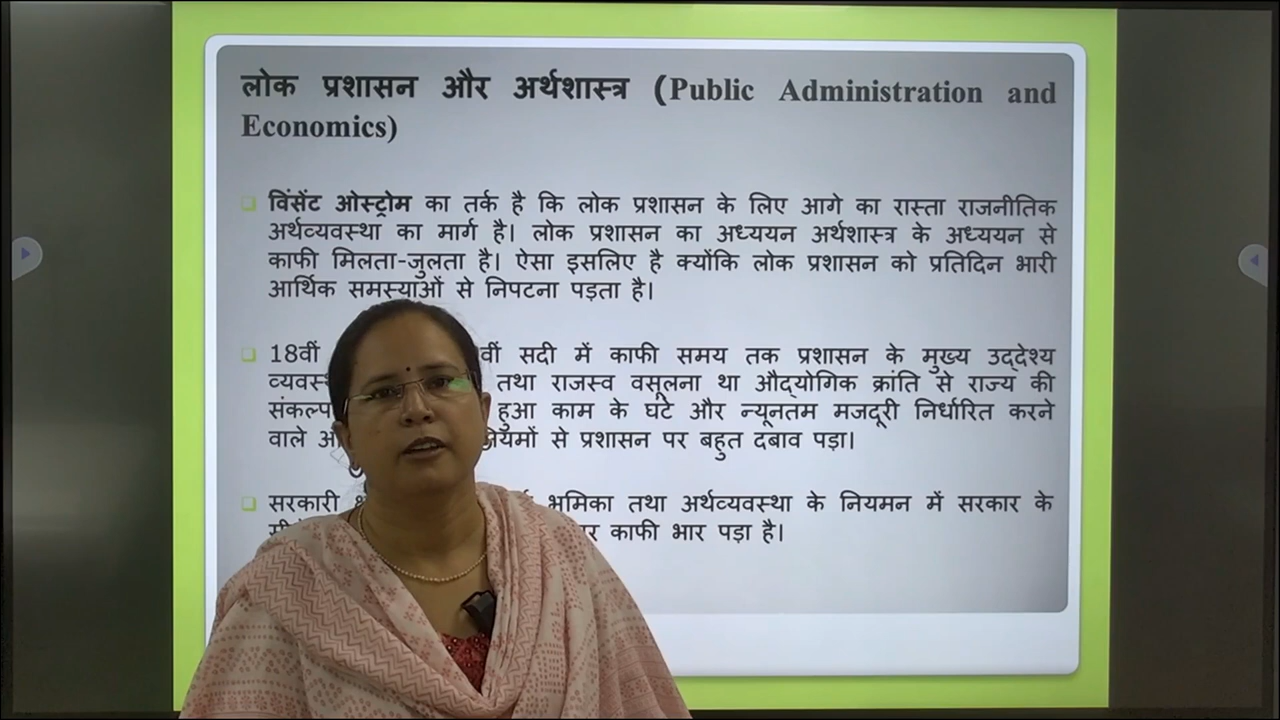 लोक प्रशासन और अर्थशास्त्र (Public Administration and
Economics)
विंसेंट ओस्ट्रोम का तर्क है कि लोक प्रशासन के लिए आगे का रास्ता राजनीतिक
अर्थव्यवस्था का मार्ग है। लोक प्रशासन का अध्ययन अर्थशास्त्र के अध्ययन से
काफी मिलता-जुलता है। ऐसा इसलिए है क्योंकि लोक प्रशासन को प्रतिदिन भारी
आर्थिक समस्याओं से निपटना पड़ता है।
18वीं वीं सदी में काफी समय तक प्रशासन के मुख्य उद्देश्य
तथा राजस्व वसूलना था औद्योगिक क्रांति से राज्य की
हुआ काम के घंटे और न्यूनतम मजदूरी निर्धारित करने
वाले से प्रशासन पर बहुत दबाव पड़ा।
सरकारी भूमिका तथा अर्थव्यवस्था के नियमन में सरकार के
काफी भार पड़ा है।